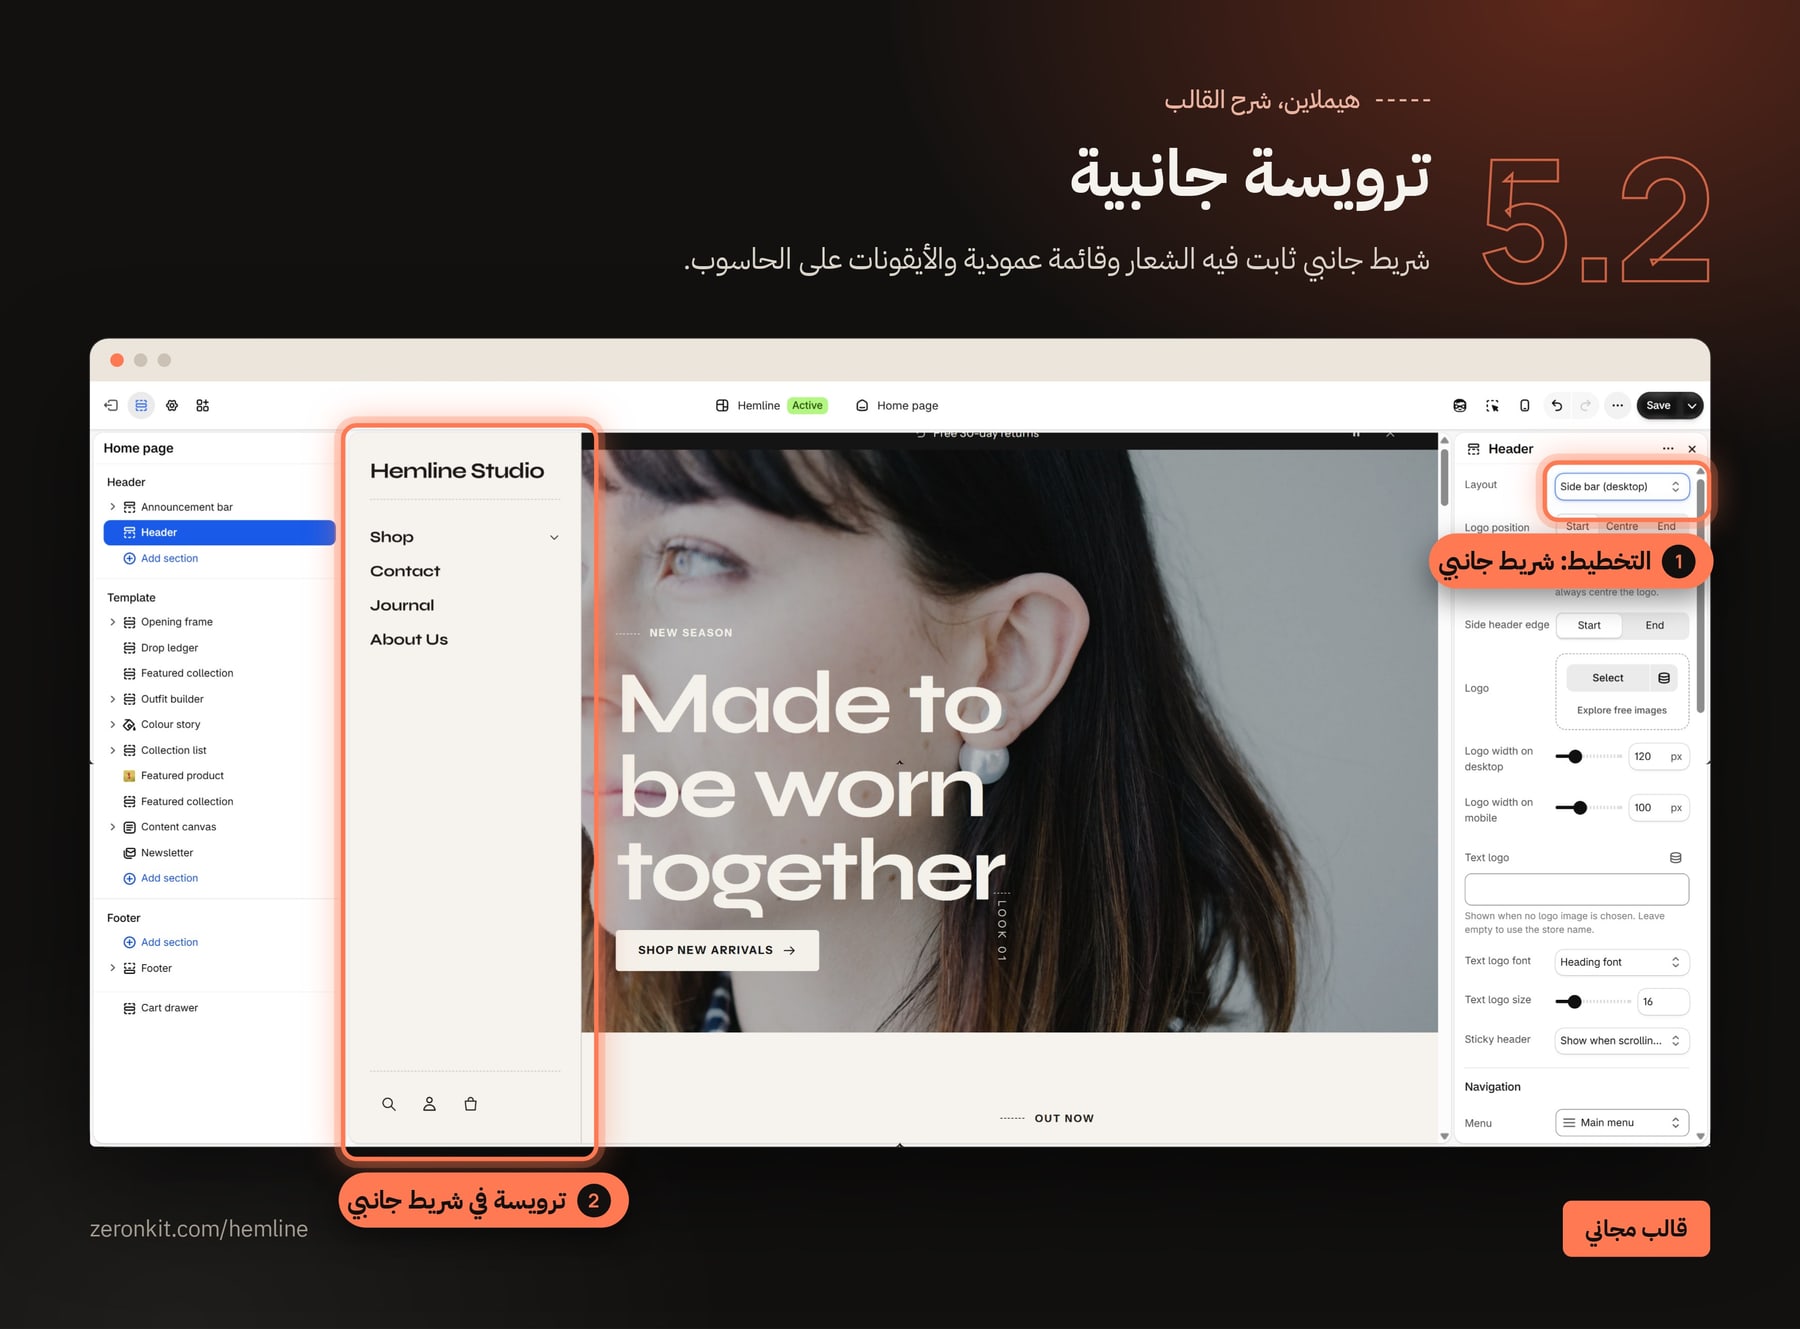 هيملاين، شرح القالب
5.2
ترويسة جانبية
شريط جانبي ثابت فيه الشعار وقائمة عمودية والأيقونات على الحاسوب.
Hemline
Active
Home page
Save
Home page
Header
Announcement bar
Header
Add section
Template
Opening frame
Drop ledger
Featured collection
Outfit builder
Colour story
Collection list
Featured product
Featured collection
Content canvas
Newsletter
Add section
Footer
Add section
Footer
Cart drawer
Hemline Studio
Shop
Contact
Journal
About Us
Free 30-day returns
NEW SEASON
Made to
be worn
together
LOOK 01
SHOP NEW ARRIVALS
OUT NOW
Header
Layout
Side bar (desktop)
Logo position
Start
Centre
End
1 التخطيط: شريط جانبي
always centre the logo.
Side header edge
Start
End
Logo
Select
Explore free images
Logo width on desktop
120 px
Logo width on mobile
100 px
Text logo
Shown when no logo image is chosen. Leave
empty to use the store name.
Text logo font
Heading font
Text logo size
16
Sticky header
Show when scrollin...
Navigation
Menu
Main menu
2 ترويسة في شريط جانبي
zeronkit.com/hemline
قالب مجاني